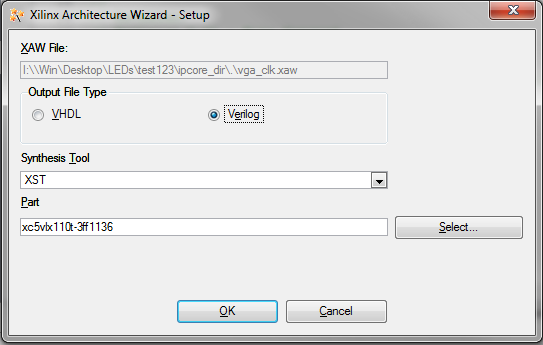 Xilinx Architecture Wizard - Setup
XAW File:
I:\\Win\Desktop\LEDs\test123\ipcore_dir\.\vga_clk.xaw
Output File Type
VHDL Verilog
Synthesis Tool
XST
Part
xc5vlx110t-3ff1136 Select...
OK Cancel